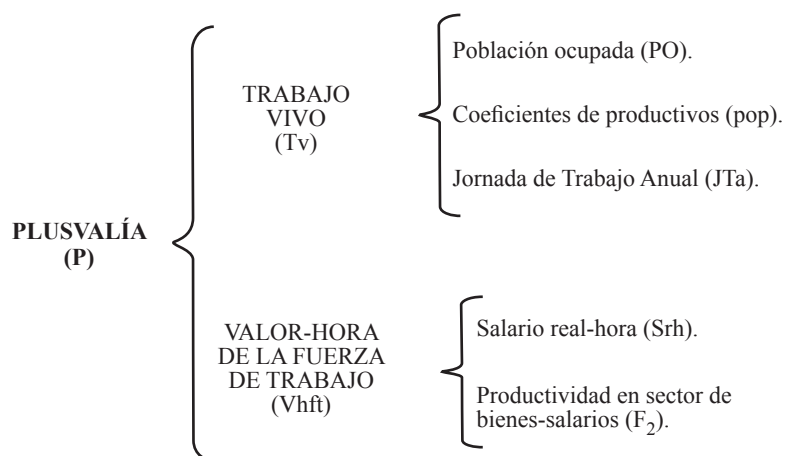 PLUSVALÍA
(P)
TRABAJO
VIVO
(Tv)
Población ocupada (PO).
Coeficientes de productivos (pop).
Jornada de Trabajo Anual (JTa).
VALOR-HORA
DE LA FUERZA
DE TRABAJO
(Vhft)
Salario real-hora (Srh).
Productividad en sector de
bienes-salarios (F₂).